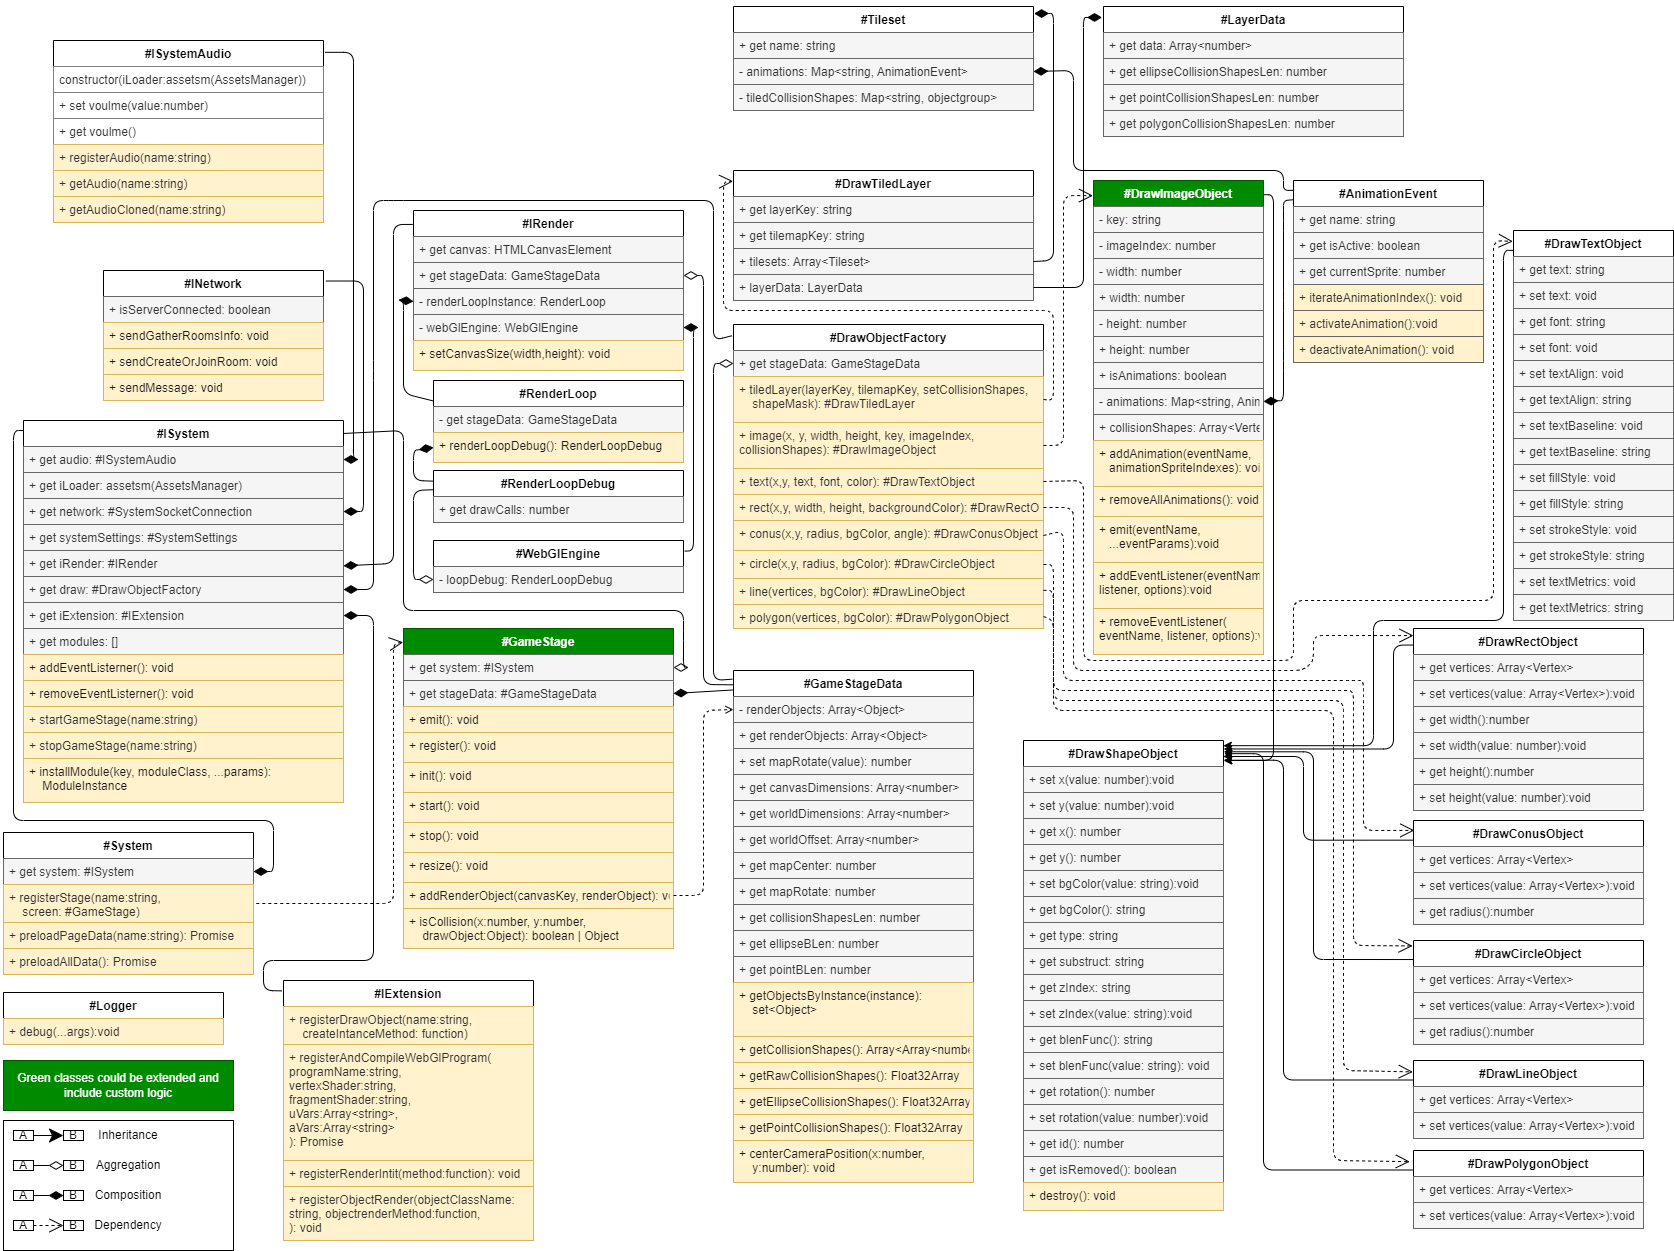 #ISystemAudio
constructor(iLoader:assetsm(AssetsManager))
+ set voulme(value:number)
+ get voulme()
+ registerAudio(name:string)
+ getAudio(name:string)
+ getAudioCloned(name:string)
#INetwork
+ isServerConnected: boolean
+ sendGatherRoomsInfo: void
+ sendCreateOrJoinRoom: void
+ sendMessage: void
#ISystem
+ get audio: #ISystemAudio
+ get iLoader: assetsm(AssetsManager)
+ get network: #SystemSocketConnection
+ get systemSettings: #SystemSettings
+ get iRender: #IRender
+ get draw: #DrawObjectFactory
+ get iExtension: #IExtension
+ get modules: []
+ addEventListerner(): void
+ removeEventListerner(): void
+ startGameStage(name:string)
+ stopGameStage(name:string)
+ installModule(key, moduleClass, ...params):
ModuleInstance
#System
+ get system: #ISystem
+ registerStage(name:string,
screen: #GameStage)
+ preloadPageData(name:string): Promise
+ preloadAllData(): Promise
#Logger
+ debug(...args):void
Green classes could be extended and
include custom logic
A B Inheritance
A B Aggregation
A B Composition
A B Dependency
#IRender
+ get canvas: HTMLCanvasElement
+ get stageData: GameStageData
- renderLoopInstance: RenderLoop
- webGlEngine: WebGlEngine
+ setCanvasSize(width,height): void
#RenderLoop
- get stageData: GameStageData
+ renderLoopDebug(): RenderLoopDebug
#RenderLoopDebug
+ get drawCalls: number
#WebGlEngine
- loopDebug: RenderLoopDebug
#GameStage
+ get system: #ISystem
+ get stageData: #GameStageData
+ emit(): void
+ register(): void
+ init(): void
+ start(): void
+ stop(): void
+ resize(): void
+ addRenderObject(canvasKey, renderObject): v
+ isCollision(x:number, y:number,
drawObject:Object): boolean | Object
#IExtension
+ registerDrawObject(name:string,
createIntanceMethod: function)
+ registerAndCompileWebGlProgram(
programName:string,
vertexShader:string,
fragmentShader:string,
uVars:Array<string>,
aVars:Array<string>
): Promise
+ registerRenderIntit(method:function): void
+ registerObjectRender(objectClassName:
string, objectrenderMethod:function,
): void
#Tileset
+ get name: string
- animations: Map<string, AnimationEvent>
- tiledCollisionShapes: Map<string, objectgroup>
#DrawTiledLayer
+ get layerKey: string
+ get tilemapKey: string
+ tilesets: Array<Tileset>
+ layerData: LayerData
#DrawObjectFactory
+ get stageData: GameStageData
+ tiledLayer(layerKey, tilemapKey, setCollisionShapes,
shapeMask): #DrawTiledLayer
+ image(x, y, width, height, key, imageIndex,
collisionShapes): #DrawImageObject
+ text(x,y, text, font, color): #DrawTextObject
+ rect(x,y, width, height, backgroundColor): #DrawRectO
+ conus(x,y, radius, bgColor, angle): #DrawConusObject
+ circle(x,y, radius, bgColor): #DrawCircleObject
+ line(vertices, bgColor): #DrawLineObject
+ polygon(vertices, bgColor): #DrawPolygonObject
#GameStageData
- renderObjects: Array<Object>
+ get renderObjects: Array<Object>
+ set mapRotate(value): number
+ get canvasDimensions: Array<number>
+ get worldDimensions: Array<number>
+ get worldOffset: Array<number>
+ get mapCenter: number
+ get mapRotate: number
+ get collisionShapesLen: number
+ get ellipseBLen: number
+ get pointBLen: number
+ getObjectsByInstance(instance):
set<Object>
+ getCollisionShapes(): Array<Array<numbe
+ getRawCollisionShapes(): Float32Array
+ getEllipseCollisionShapes(): Float32Array
+ getPointCollisionShapes(): Float32Array
+ centerCameraPosition(x:number,
y:number): void
#LayerData
+ get data: Array<number>
+ get ellipseCollisionShapesLen: number
+ get pointCollisionShapesLen: number
+ get polygonCollisionShapesLen: number
#DrawImageObject
- key: string
- imageIndex: number
- width: number
+ width: number
- height: number
+ height: number
+ isAnimations: boolean
- animations: Map<string, Anim
+ collisionShapes: Array<Verte
+ addAnimation(eventName,
animationSpriteIndexes): voi
+ removeAllAnimations(): void
+ emit(eventName,
...eventParams):void
+ addEventListener(eventNam
listener, options):void
+ removeEventListener(
eventName, listener, options):v
#AnimationEvent
+ get name: string
+ get isActive: boolean
+ get currentSprite: number
+ iterateAnimationIndex(): void
+ activateAnimation():void
+ deactivateAnimation(): void
#DrawTextObject
+ get text: string
+ set text: void
+ get font: string
+ set font: void
+ set textAlign: void
+ get textAlign: string
+ set textBaseline: void
+ get textBaseline: string
+ set fillStyle: void
+ get fillStyle: string
+ set strokeStyle: void
+ get strokeStyle: string
+ set textMetrics: void
+ get textMetrics: string
#DrawShapeObject
+ set x(value: number):void
+ set y(value: number):void
+ get x(): number
+ get y(): number
+ set bgColor(value: string):void
+ get bgColor(): string
+ get type: string
+ get substruct: string
+ get zIndex: string
+ set zIndex(value: string):void
+ get blenFunc(): string
+ set blenFunc(value: string): void
+ get rotation(): number
+ set rotation(value: number):void
+ get id(): number
+ get isRemoved(): boolean
+ destroy(): void
#DrawRectObject
+ get vertices: Array<Vertex>
+ set vertices(value: Array<Vertex>):void
+ get width():number
+ set width(value: number):void
+ get height():number
+ set height(value: number):void
#DrawConusObject
+ get vertices: Array<Vertex>
+ set vertices(value: Array<Vertex>):void
+ get radius():number
#DrawCircleObject
+ get vertices: Array<Vertex>
+ set vertices(value: Array<Vertex>):void
+ get radius():number
#DrawLineObject
+ get vertices: Array<Vertex>
+ set vertices(value: Array<Vertex>):void
#DrawPolygonObject
+ get vertices: Array<Vertex>
+ set vertices(value: Array<Vertex>):void